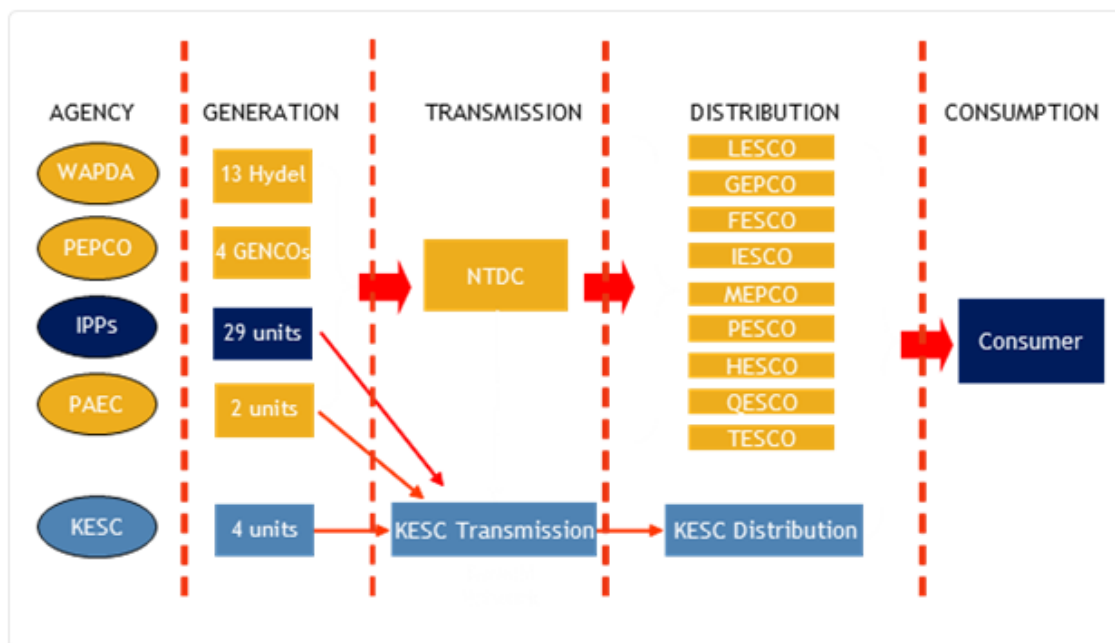 AGENCY
GENERATION
TRANSMISSION
DISTRIBUTION
CONSUMPTION
WAPDA
13 Hydel
PEPCO
4 GENCOs
IPPs
29 units
PAEC
2 units
KESC
4 units
NTDC
KESC Transmission
LESCO
GEPCO
FESCO
IESCO
MEPCO
PESCO
HESCO
QESCO
TESCO
KESC Distribution
Consumer